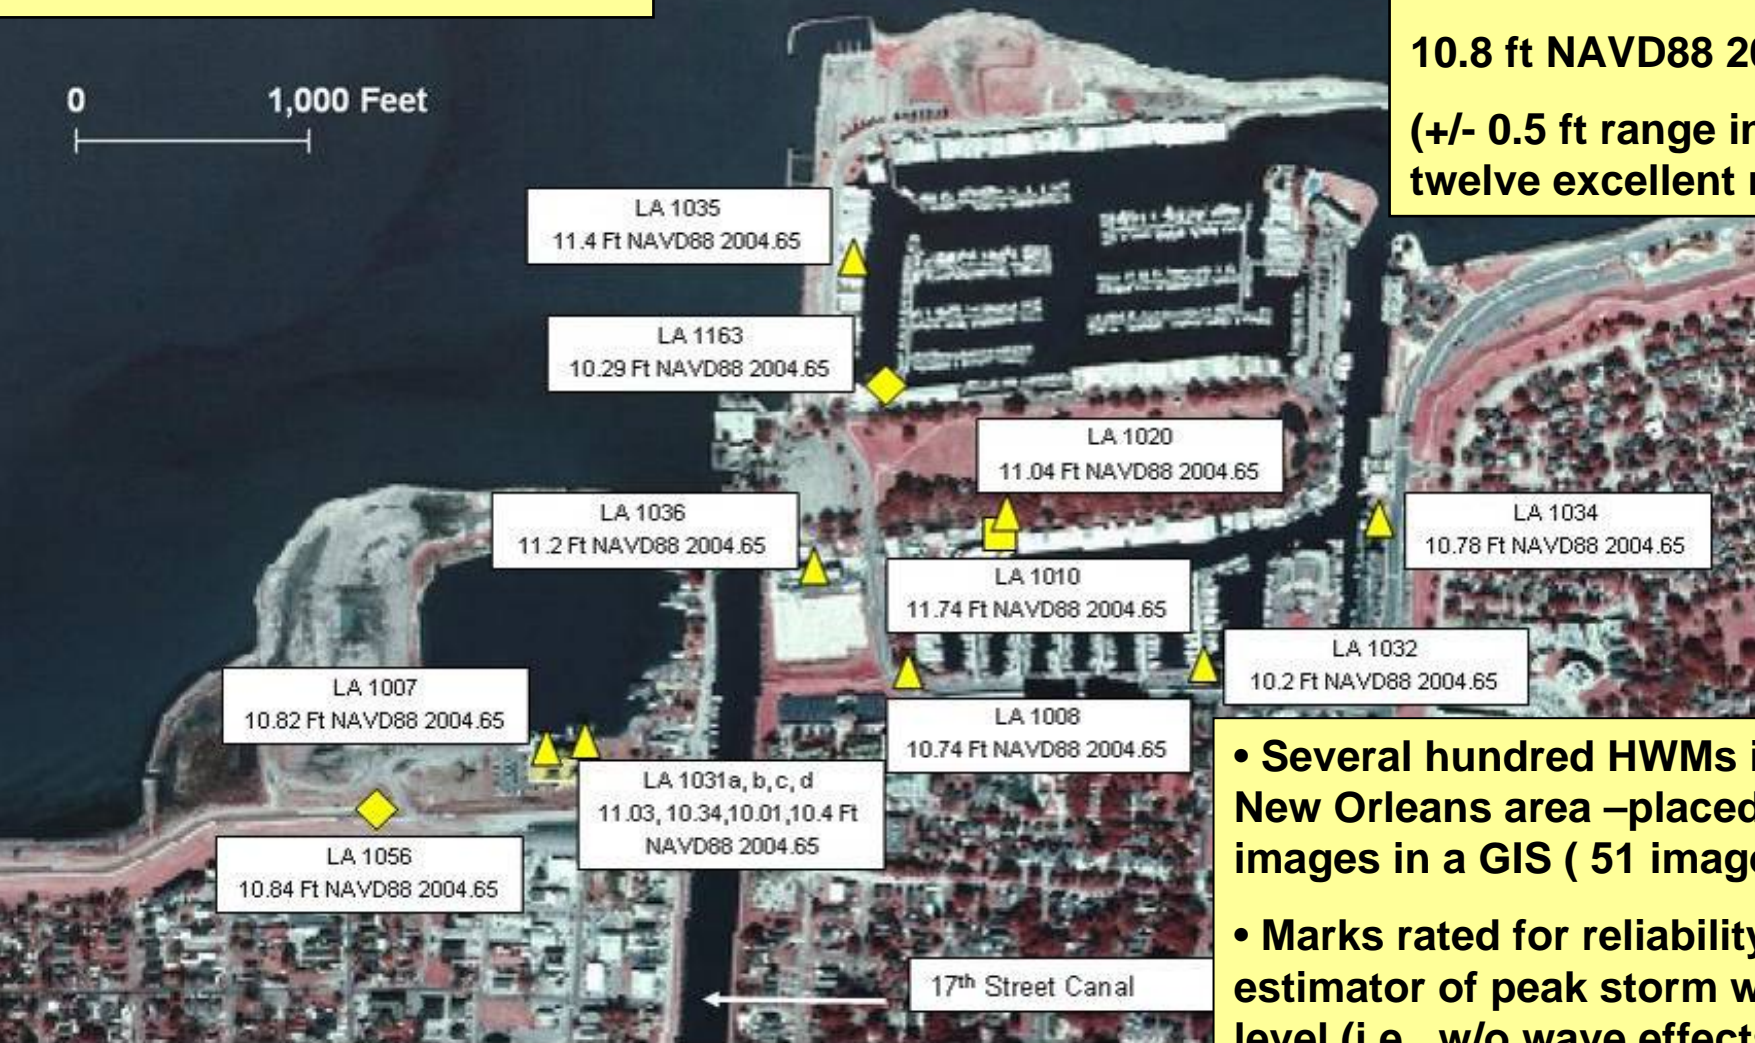 10.8 ft NAVD88
(+/- 0.5 ft range
twelve excellent
0 1,000 Feet
LA 1035
11.4 Ft NAVD88 2004.65
LA 1163
10.29 Ft NAVD88 2004.65
LA 1020
11.04 Ft NAVD88 2004.65
LA 1036
11.2 Ft NAVD88 2004.65
LA 1034
10.78 Ft NAVD88 2004.65
LA 1010
11.74 Ft NAVD88 2004.65
LA 1032
10.2 Ft NAVD88 2004.65
LA 1007
10.82 Ft NAVD88 2004.65
LA 1008
10.74 Ft NAVD88 2004.65
LA 1031a, b, c, d
11.03, 10.34,10.01,10.4 Ft
NAVD88 2004.65
LA 1056
10.84 Ft NAVD88 2004.65
17th Street Canal
• Several hundred HWMs
New Orleans area –placed
images in a GIS ( 51
• Marks rated for reliability
estimator of peak storm
level (i.e., w/o wave